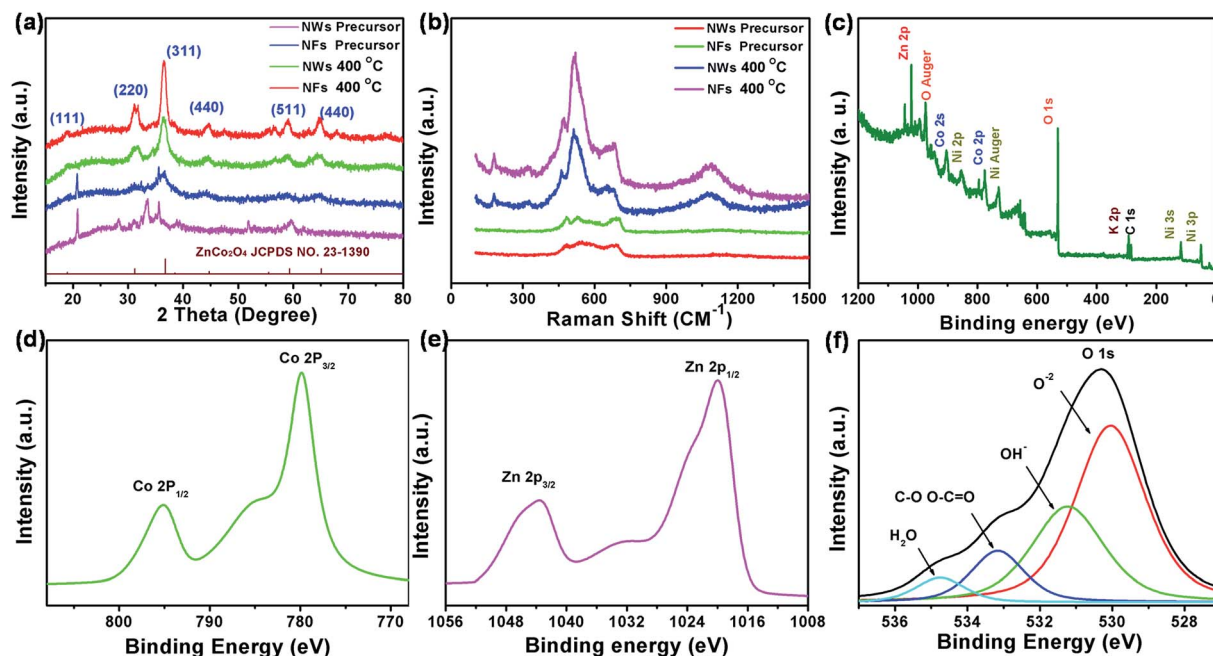 (a)
NWs Precursor
NFs Precursor
NWs 400 °C
NFs 400 °C
(111)
(220)
(311)
(440)
(511)
(440)
ZnCo₂O₄ JCPDS NO. 23-1390
Intensity (a.u.)
20 30 40 50 60 70 80
2 Theta (Degree)
(b)
NWs Precursor
NFs Precursor
NWs 400 °C
NFs 400 °C
Intensity (a.u.)
0 300 600 900 1200 1500
Raman Shift (CM⁻¹)
(c)
Zn 2p
O Auger
Co 2s
Ni 2p
Co 2p
Ni Auger
O 1s
K 2p
C 1s
Ni 3s
Ni 3p
Intensity (a. u.)
1200 1000 800 600 400 200 0
Binding energy (eV)
(d)
Co 2P₃/₂
Co 2P₁/₂
Intensity (a.u.)
800 790 780 770
Binding Energy (eV)
(e)
Zn 2p₁/₂
Zn 2p₃/₂
Intensity (a.u.)
1056 1048 1040 1032 1024 1016 1008
Binding energy (eV)
(f)
O 1s
O⁻²
OH⁻
C-O O-C=O
H₂O
Intensity (a.u.)
536 534 532 530 528
Binding Energy (eV)